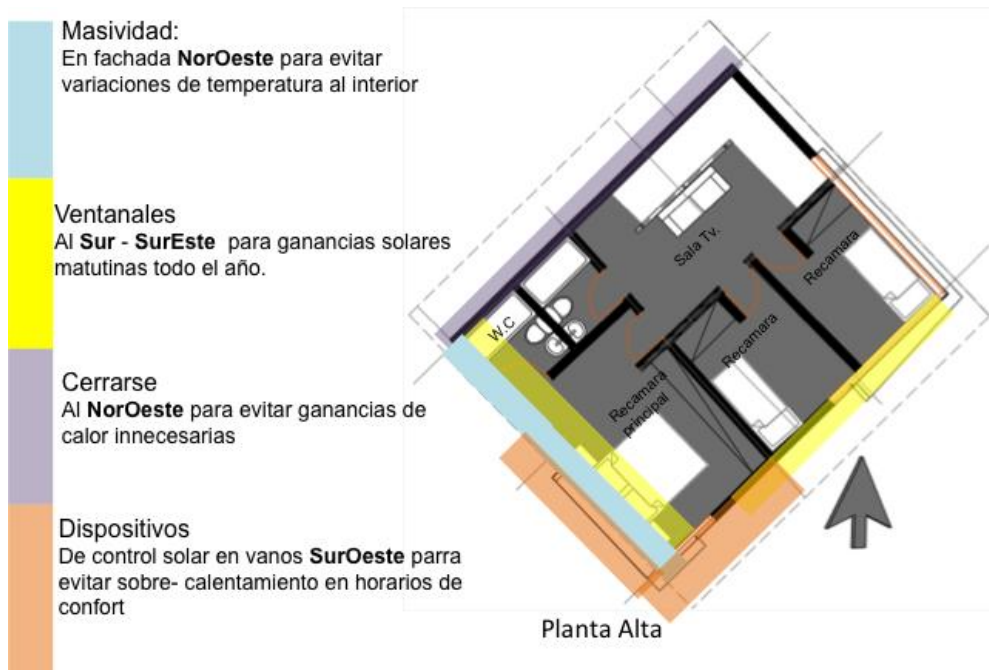 Masividad:
En fachada NorOeste para evitar
variaciones de temperatura al interior
Ventanales
Al Sur - SurEste para ganancias solares
matutinas todo el año.
Cerrarse
Al NorOeste para evitar ganancias de
calor innecesarias
Dispositivos
De control solar en vanos SurOeste parra
evitar sobre- calentamiento en horarios de
confort
Sala Tv.
Recamara
W.C
Recamara
Recamara
principal
Planta Alta